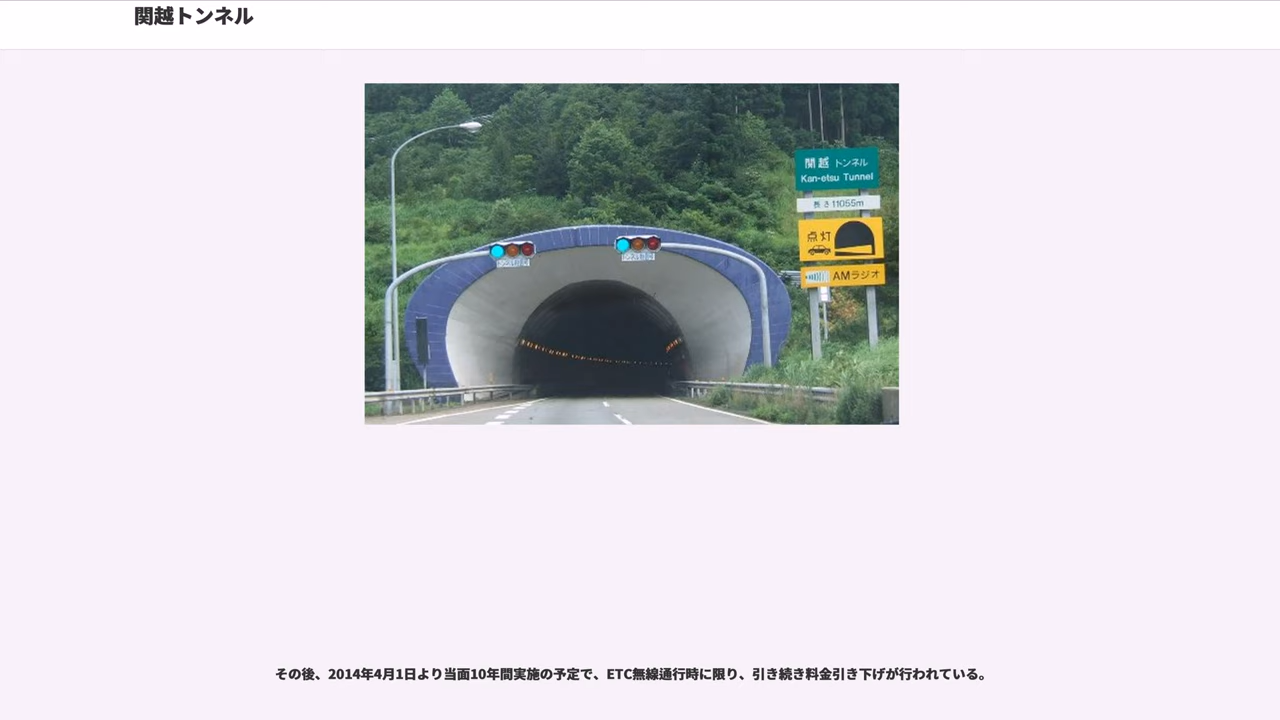 関越トンネル
関越 トンネル
Kan-etsu Tunnel
長さ11055m
点灯
AMラジオ
その後、2014年4月1日より当面10年間実施の予定で、ETC無線通行時に限り、引き続き料金引き下げが行われている。